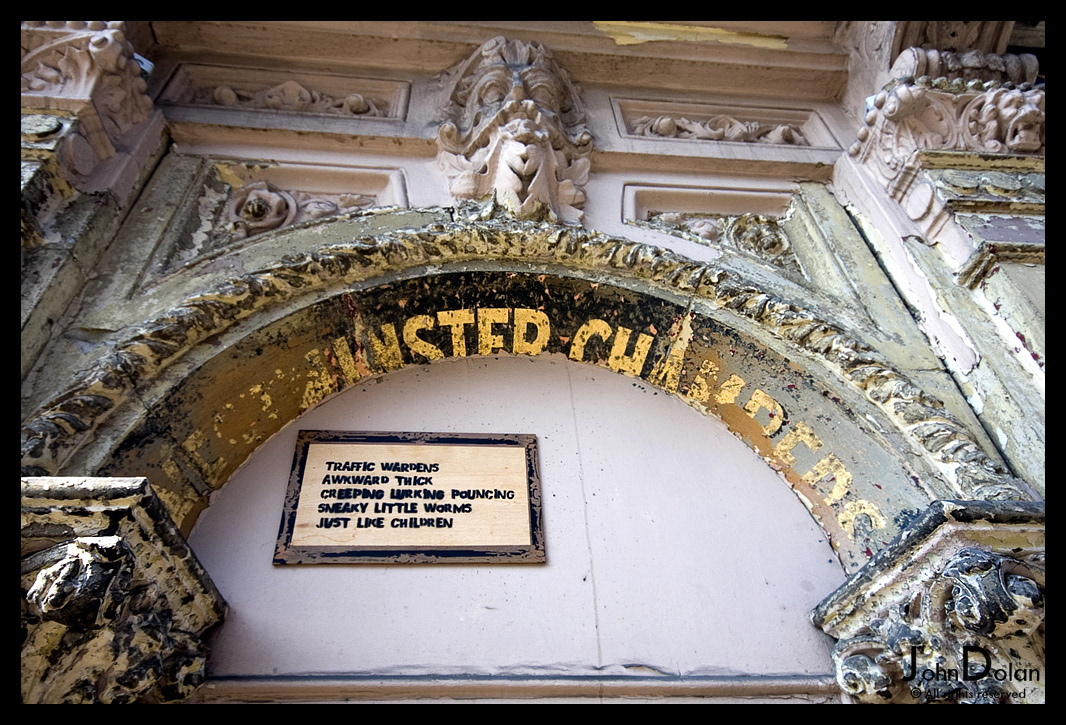 MINSTER CHAMBERS
TRAFFIC WARDENS
AWKWARD THICK
CREEPING LURKING POUNCING
SNEAKY LITTLE WORMS
JUST LIKE CHILDREN
John Dolan
© All rights reserved